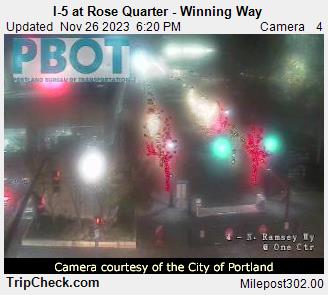 I-5 at Rose Quarter - Winning Way
Updated Nov 26 2023 6:20 PM Camera 4
PBOT
PORTLAND BUREAU OF TRANSPORTATION
4 - N. Ramsey Wy
@ One Ctr
Camera courtesy of the City of Portland
TripCheck.com Milepost302.00